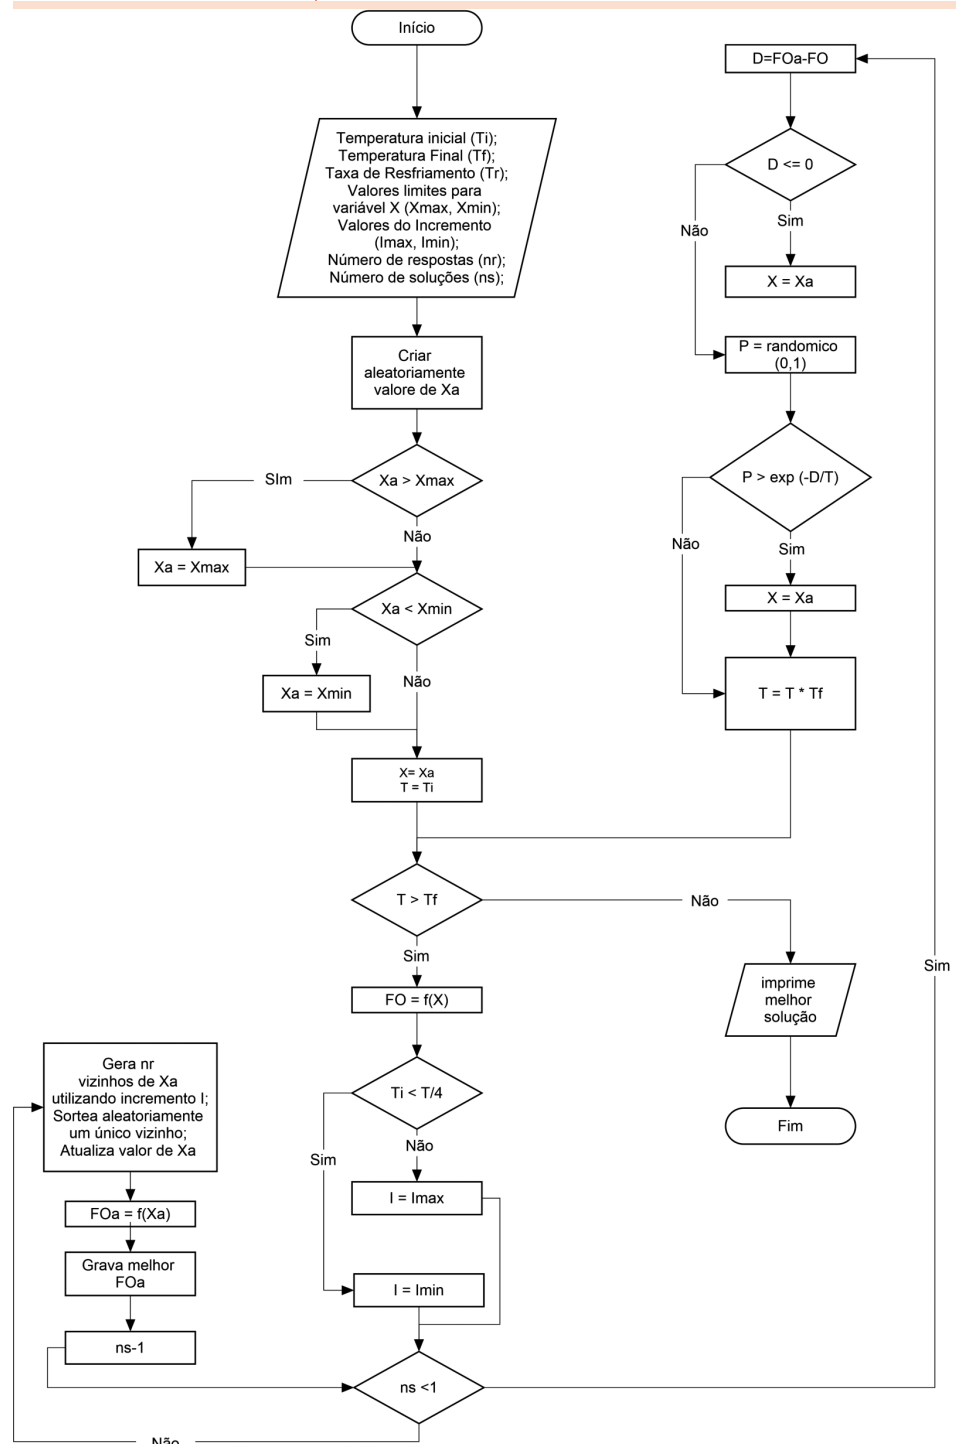 Início
Temperatura inicial (Ti);
Temperatura Final (Tf);
Taxa de Resfriamento (Tr);
Valores limites para
variável X (Xmax, Xmin);
Valores do Incremento
(Imax, Imin);
Número de respostas (nr);
Número de soluções (ns);
Criar
aleatoriamente
valore de Xa
Xa > Xmax
SIm
Não
Xa = Xmax
Xa < Xmin
Sim
Não
Xa = Xmin
X= Xa
T = Ti
T > Tf
Não
Sim
FO = f(X)
Ti < T/4
Não
Sim
I = Imax
I = Imin
ns <1
Não
Sim
Gera nr
vizinhos de Xa
utilizando incremento I;
Sortea aleatoriamente
um único vizinho;
Atualiza valor de Xa
FOa = f(Xa)
Grava melhor
FOa
ns-1
D=FOa-FO
D <= 0
Sim
Não
X = Xa
P = randomico
(0,1)
P > exp (-D/T)
Não
Sim
X = Xa
T = T * Tf
imprime
melhor
solução
Fim